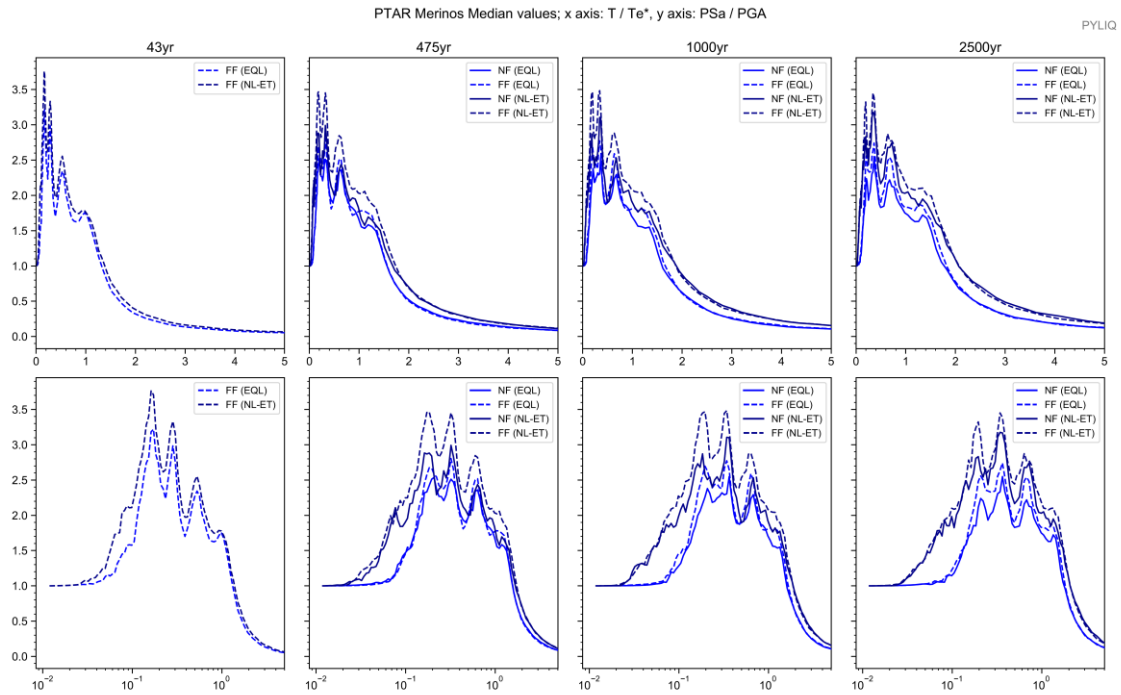 PTAR Merinos Median values; x axis: T / Te*, y axis: PSa / PGA
PYLIQ
43yr
475yr
1000yr
2500yr
FF (EQL)
FF (NL-ET)
NF (EQL)
FF (EQL)
NF (NL-ET)
FF (NL-ET)
NF (EQL)
FF (EQL)
NF (NL-ET)
FF (NL-ET)
NF (EQL)
FF (EQL)
NF (NL-ET)
FF (NL-ET)
3.5
3.0
2.5
2.0
1.5
1.0
0.5
0.0
0 1 2 3 4 5
0 1 2 3 4 5
0 1 2 3 4 5
0 1 2 3 4 5
FF (EQL)
FF (NL-ET)
NF (EQL)
FF (EQL)
NF (NL-ET)
FF (NL-ET)
NF (EQL)
FF (EQL)
NF (NL-ET)
FF (NL-ET)
NF (EQL)
FF (EQL)
NF (NL-ET)
FF (NL-ET)
3.5
3.0
2.5
2.0
1.5
1.0
0.5
0.0
10⁻² 10⁻¹ 10⁰
10⁻² 10⁻¹ 10⁰
10⁻² 10⁻¹ 10⁰
10⁻² 10⁻¹ 10⁰